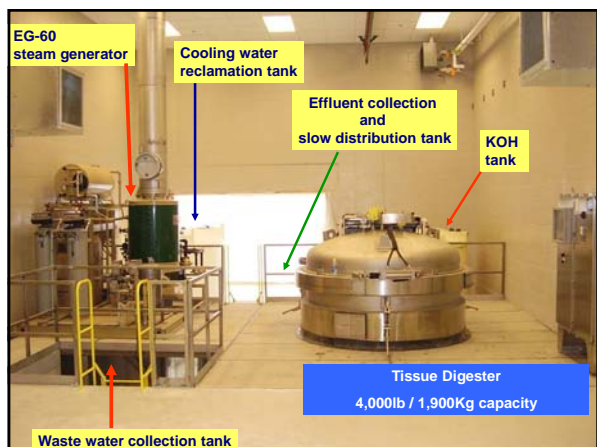 EG-60
steam generator
Cooling water
reclamation tank
Effluent collection
and
slow distribution tank
KOH
tank
Tissue Digester
4,000lb / 1,900Kg capacity
Waste water collection tank